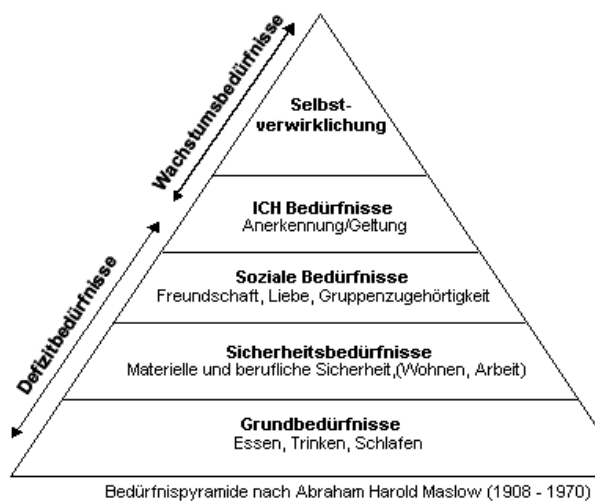 Wachstumsbedürfnisse
Defizitbedürfnisse
Selbst-
verwirklichung
ICH Bedürfnisse
Anerkennung/Geltung
Soziale Bedürfnisse
Freundschaft, Liebe, Gruppenzugehörtigkeit
Sicherheitsbedürfnisse
Materielle und berufliche Sicherheit,(Wohnen, Arbeit)
Grundbedürfnisse
Essen, Trinken, Schlafen
Bedürfnispyramide nach Abraham Harold Maslow (1908 - 1970)